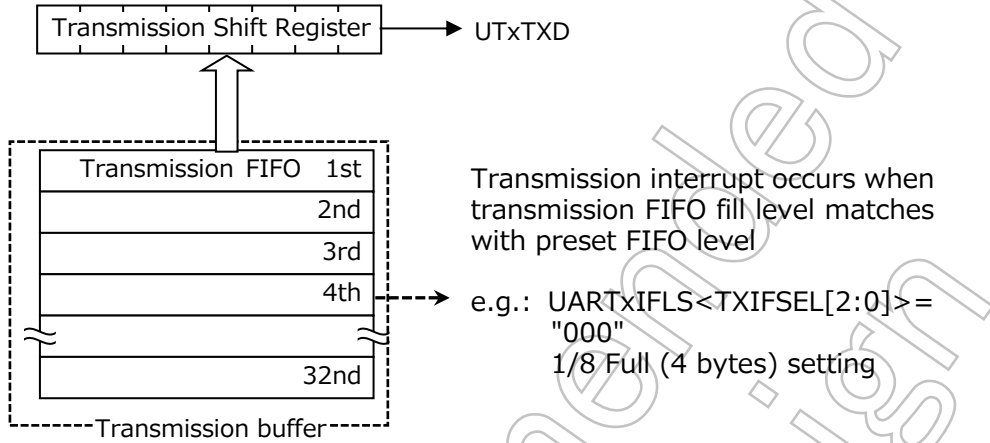 Transmission Shift Register
UTxTXD
Transmission FIFO 1st
2nd
3rd
4th
32nd
Transmission buffer
Transmission interrupt occurs when
transmission FIFO fill level matches
with preset FIFO level
e.g.: UARTxIFLS<TXIFSEL[2:0]>=
"000"
1/8 Full (4 bytes) setting